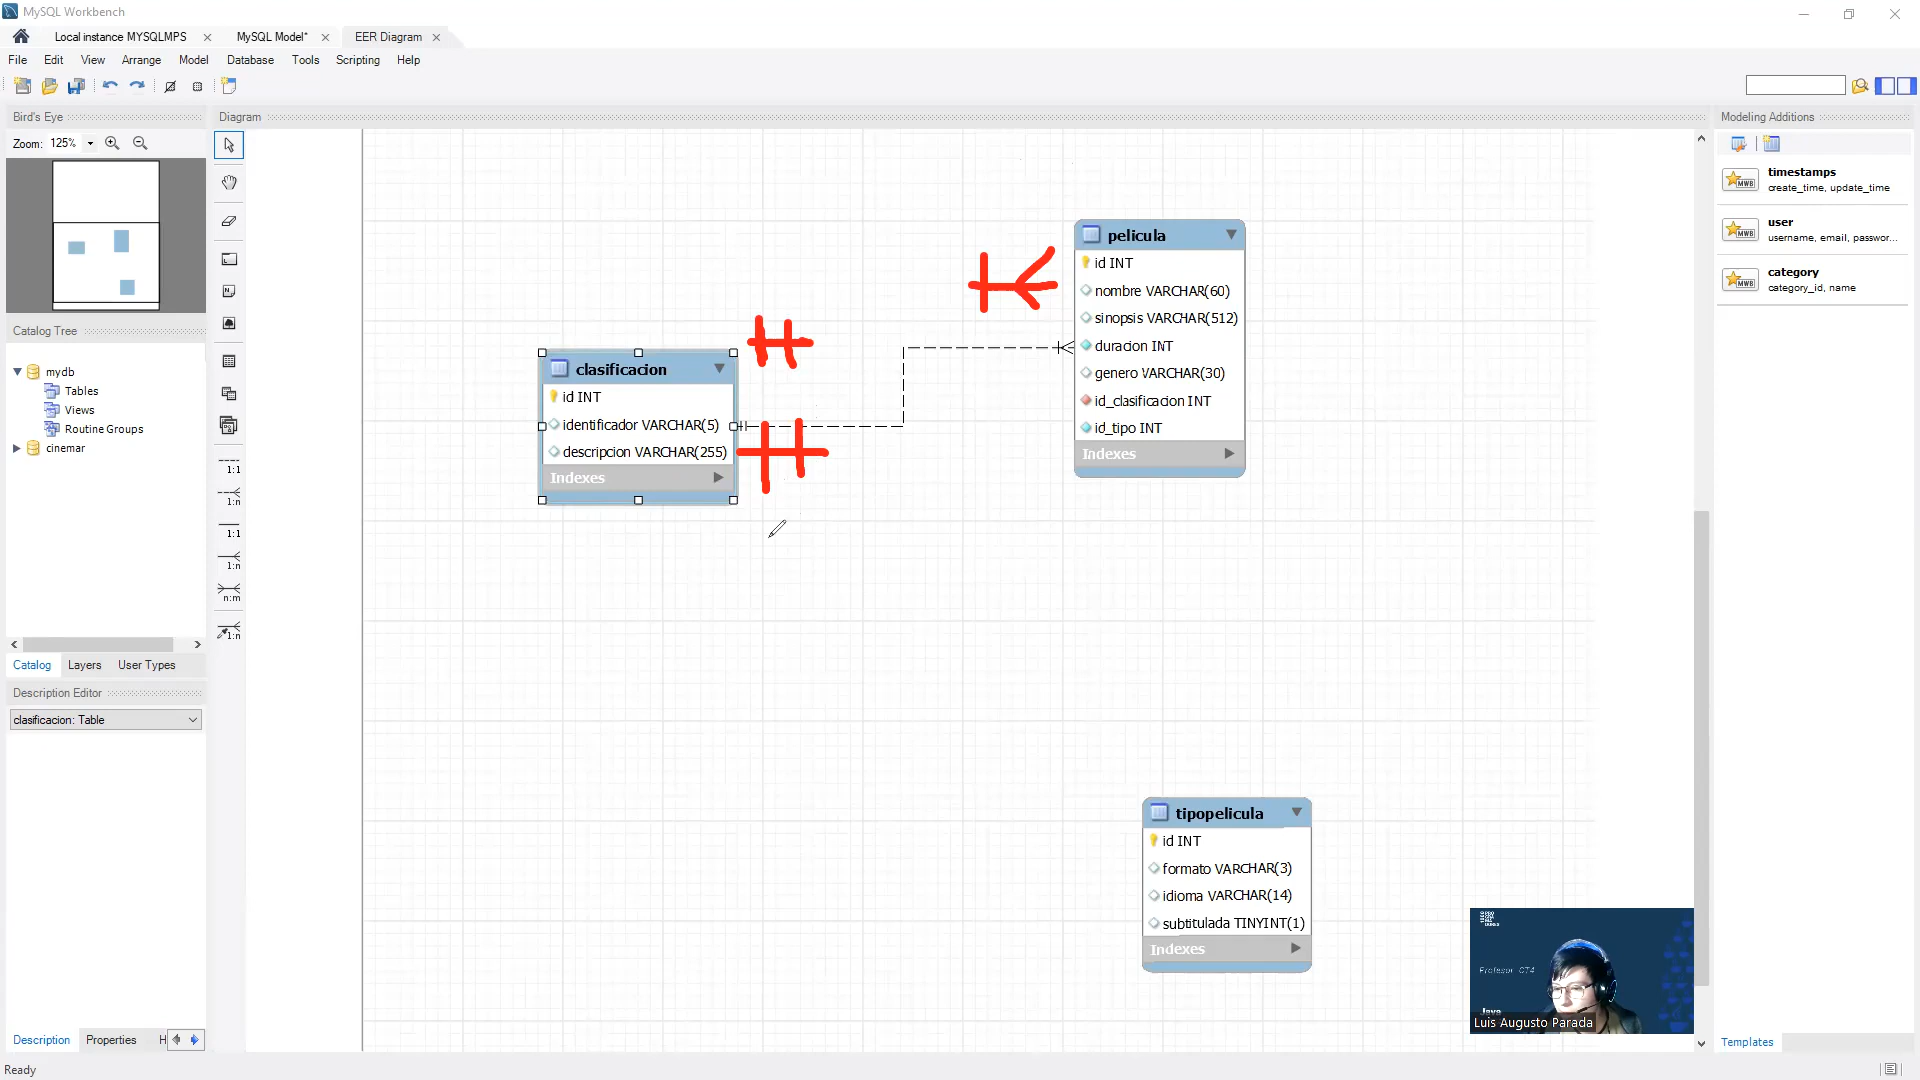 MySQL Workbench
Local instance MYSQLMPS
MySQL Model*
EER Diagram
File Edit View Arrange Model Database Tools Scripting Help
Bird's Eye
Diagram
Modeling Additions
Zoom: 125%
timestamps
create_time, update_time
user
username, email, passwor...
category
category_id, name
Catalog Tree
mydb
Tables
Views
Routine Groups
cinemar
1:1
1:n
1:1
1:n
n:m
1:n
pelicula
id INT
nombre VARCHAR(60)
sinopsis VARCHAR(512)
duracion INT
genero VARCHAR(30)
id_clasificacion INT
id_tipo INT
Indexes
clasificacion
id INT
identificador VARCHAR(5)
descripcion VARCHAR(255)
Indexes
Catalog Layers User Types
Description Editor
clasificacion: Table
tipopelicula
id INT
formato VARCHAR(3)
idioma VARCHAR(14)
subtitulada TINYINT(1)
Indexes
Profesor CT4
Java
Luis Augusto Parada
Description Properties H
Templates
Ready